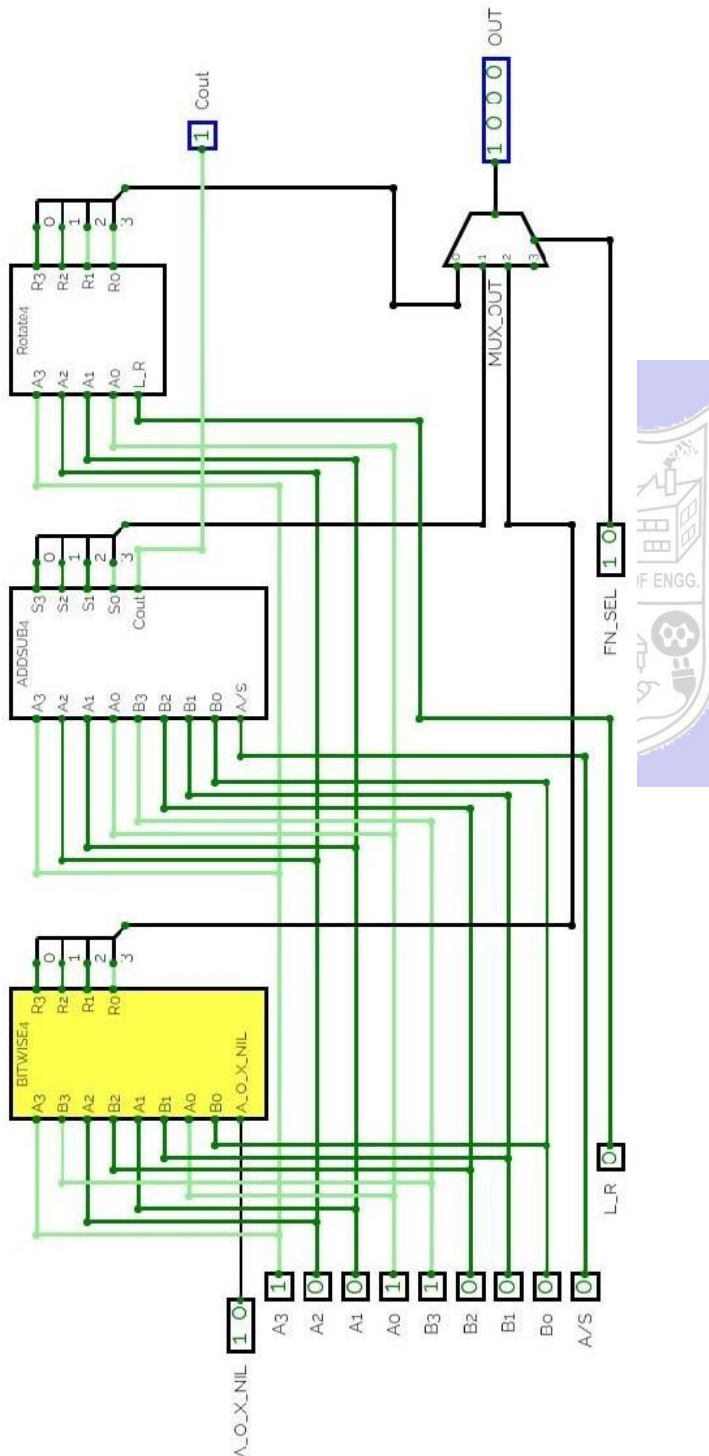 BITWISE4
A3
B3
A2
B2
A1
B1
A0
B0
A_O_X_NIL
R3
R2
R1
R0
0
1
2
3
ADDSUB4
A3
A2
A1
A0
B3
B2
B1
B0
A/S
S3
S2
S1
S0
Cout
0
1
2
3
Rotate4
A3
A2
A1
A0
L_R
R3
R2
R1
R0
0
1
2
3
1 Cout
A_O_X_NIL 1 0
A3 1
A2 0
A1 0
A0 1
B3 1
B2 0
B1 0
B0 0
A/S 0
L_R 0
FN_SEL 1 0
MUX_OUT
0
1
2
3
1 0 0 0 OUT
OF ENGG.